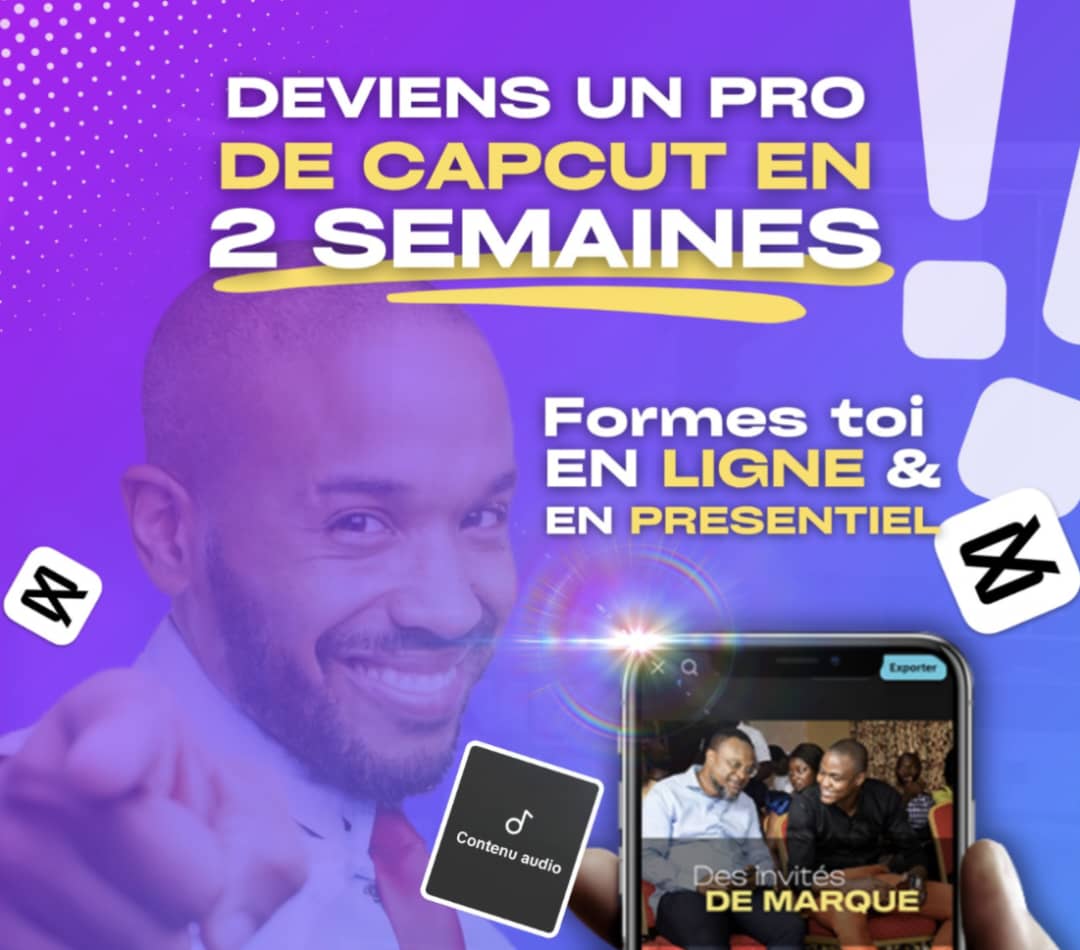 DEVIENS UN PRO
DE CAPCUT EN
2 SEMAINES
Formes toi
EN LIGNE &
EN PRESENTIEL
Exporter
Contenu audio
Des invités
DE MARQUE